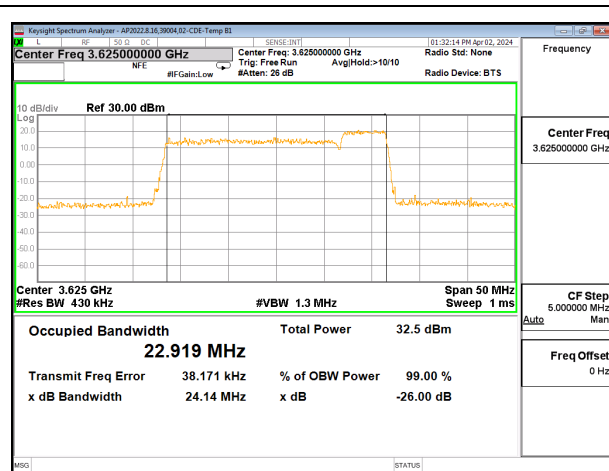 Keysight Spectrum Analyzer - AP2022.8.16,39004,02-CDE-Temp B1
LXI L RF 50 Ω DC SENSE:INT 01:32:14 PM Apr 02, 2024
Center Freq 3.625000000 GHz Center Freq: 3.625000000 GHz Radio Std: None Frequency
NFE Trig: Free Run Avg|Hold:>10/10
#IFGain:Low #Atten: 26 dB Radio Device: BTS
10 dB/div Ref 30.00 dBm
Log
20.0
10.0
0.00
-10.0
-20.0
-30.0
-40.0
-50.0
-60.0
Center Freq
3.625000000 GHz
Center 3.625 GHz Span 50 MHz
#Res BW 430 kHz #VBW 1.3 MHz Sweep 1 ms
CF Step
5.000000 MHz
Auto Man
Occupied Bandwidth Total Power 32.5 dBm
22.919 MHz
Transmit Freq Error 38.171 kHz % of OBW Power 99.00 %
x dB Bandwidth 24.14 MHz x dB -26.00 dB
Freq Offset
0 Hz
MSG STATUS